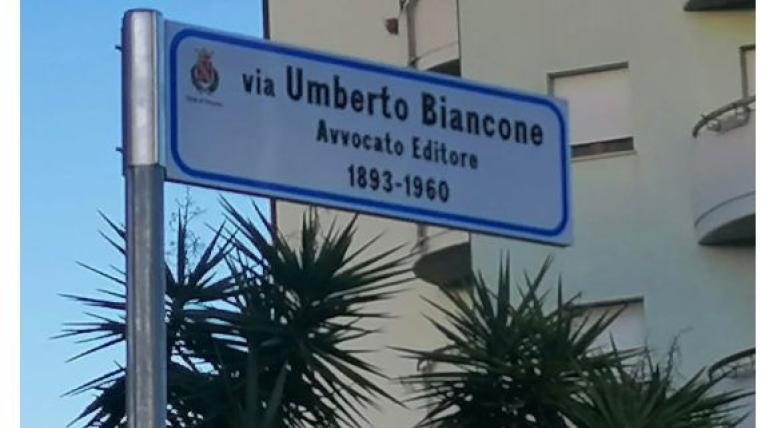 via Umberto Biancone
Avvocato Editore
1893-1960